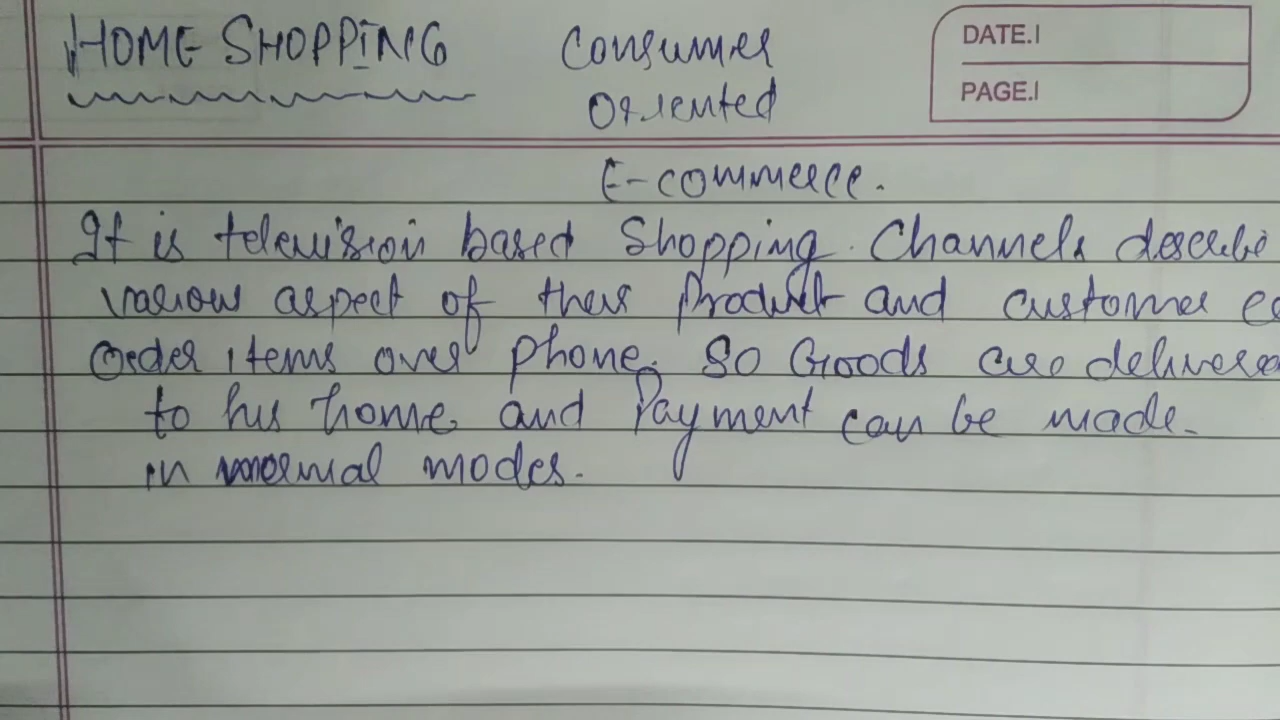 HOME SHOPPING
Consumer
Oriented
E-commerce.
DATE.
PAGE.
It is television based Shopping. Channels describe
various aspect of their Product and customer
Order items over phone. So Goods are delivered
to his home and Payment can be made.
in normal modes.